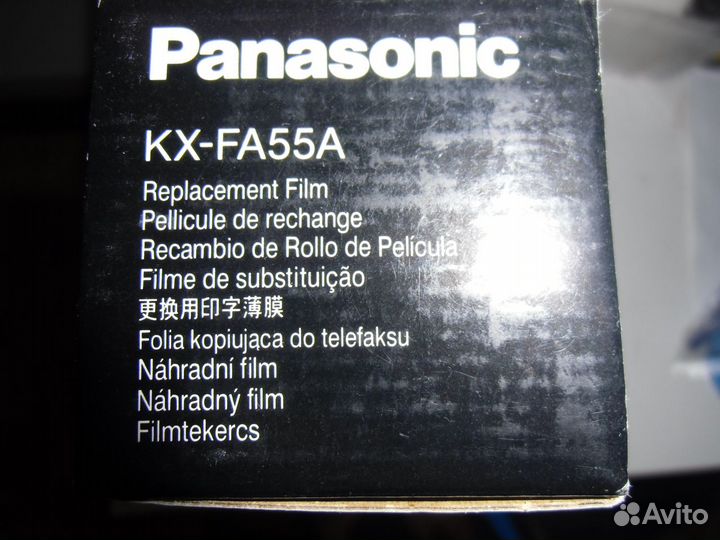 Panasonic
KX-FA55A
Replacement Film
Pellicule de rechange
Recambio de Rollo de Película
Filme de substituição
更换用印字薄膜
Folia kopiująca do telefaksu
Náhradní film
Náhradný film
Filmtekercs
Avito